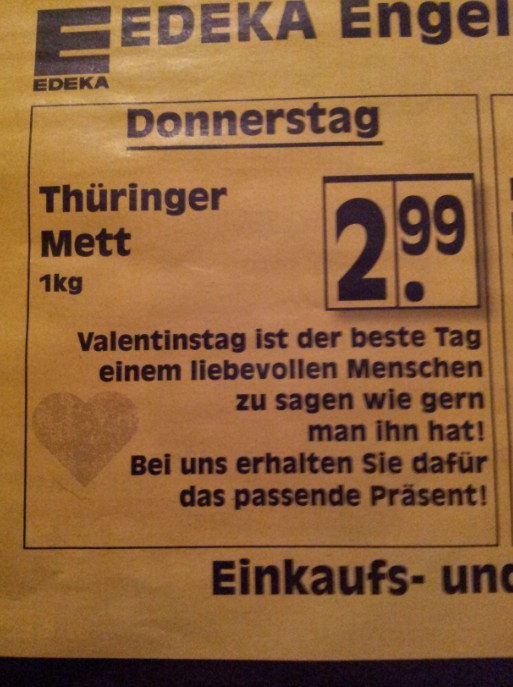 EDEKA Engel
EDEKA
Donnerstag
Thüringer
Mett
1kg
2.99
Valentinstag ist der beste Tag
einem liebevollen Menschen
zu sagen wie gern
man ihn hat!
Bei uns erhalten Sie dafür
das passende Präsent!
Einkaufs- und